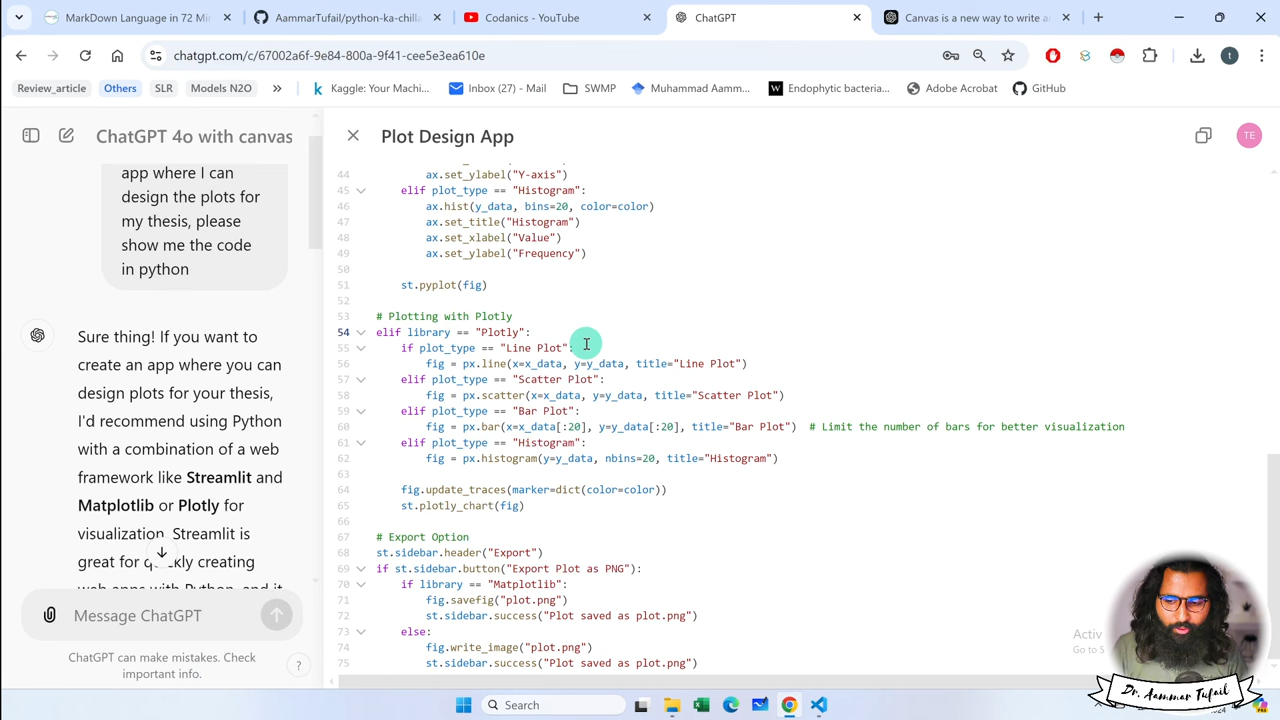 MarkDown Language in 72 Mi
AammarTufail/python-ka-chilla
Codanics - YouTube
ChatGPT
Canvas is a new way to write a
chatgpt.com/c/67002a6f-9e84-800a-9f41-cee5e3ea610e
t
Review_article
Others
SLR
Models N2O
Kaggle: Your Machi...
Inbox (27) - Mail
SWMP
Muhammad Aamm...
Endophytic bacteria...
Adobe Acrobat
GitHub
ChatGPT 4o with canvas
Plot Design App
TE
app where I can
design the plots for
my thesis, please
show me the code
in python
Sure thing! If you want to
create an app where you can
design plots for your thesis,
I'd recommend using Python
with a combination of a web
framework like Streamlit and
Matplotlib or Plotly for
visualization. Streamlit is
great for quickly creating
web apps with Python, and it
Message ChatGPT
ChatGPT can make mistakes. Check
important info.
?
44 ax.set_ylabel("Y-axis")
45 elif plot_type == "Histogram":
46 ax.hist(y_data, bins=20, color=color)
47 ax.set_title("Histogram")
48 ax.set_xlabel("Value")
49 ax.set_ylabel("Frequency")
50
51 st.pyplot(fig)
52
53 # Plotting with Plotly
54 elif library == "Plotly":
55 if plot_type == "Line Plot":
56 fig = px.line(x=x_data, y=y_data, title="Line Plot")
57 elif plot_type == "Scatter Plot":
58 fig = px.scatter(x=x_data, y=y_data, title="Scatter Plot")
59 elif plot_type == "Bar Plot":
60 fig = px.bar(x=x_data[:20], y=y_data[:20], title="Bar Plot") # Limit the number of bars for better visualization
61 elif plot_type == "Histogram":
62 fig = px.histogram(y=y_data, nbins=20, title="Histogram")
63
64 fig.update_traces(marker=dict(color=color))
65 st.plotly_chart(fig)
66
67 # Export Option
68 st.sidebar.header("Export")
69 if st.sidebar.button("Export Plot as PNG"):
70 if library == "Matplotlib":
71 fig.savefig("plot.png")
72 st.sidebar.success("Plot saved as plot.png")
73 else:
74 fig.write_image("plot.png")
75 st.sidebar.success("Plot saved as plot.png")
Activ
Go to S
Dr. Aammar Tufail
Search